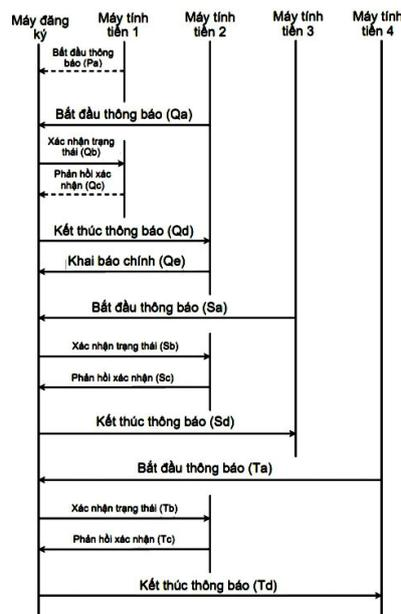 Máy đăng
ký
Máy tính
tiền 1
Máy tính
tiền 2
Máy tính
tiền 3
Máy tính
tiền 4
Bắt đầu thông
báo (Pa)
Bắt đầu thông báo (Qa)
Xác nhận trạng
thái (Qb)
Phản hồi xác
nhận (Qc)
Kết thúc thông báo (Qd)
Khai báo chính (Qe)
Bắt đầu thông báo (Sa)
Xác nhận trạng thái (Sb)
Phản hồi xác nhận (Sc)
Kết thúc thông báo (Sd)
Bắt đầu thông báo (Ta)
Xác nhận trạng thái (Tb)
Phản hồi xác nhận (Tc)
Kết thúc thông báo (Td)